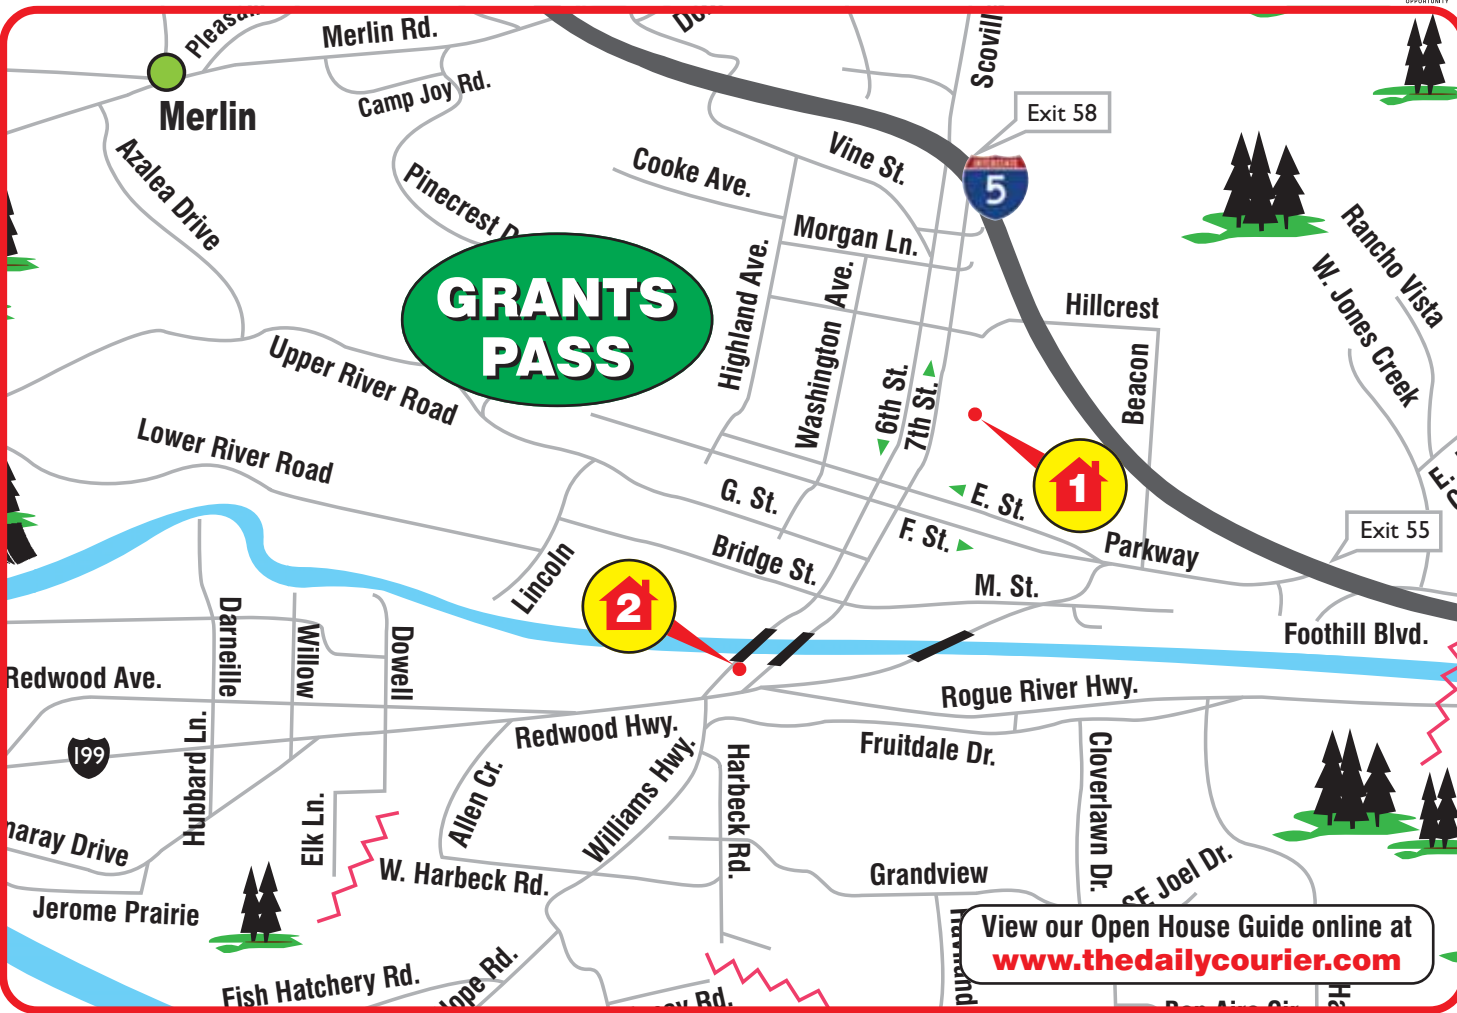 OPPORTUNITY
Merlin Rd.
Scovill
Camp Joy Rd.
Merlin
Exit 58
Vine St.
Cooke Ave.
INTERSTATE
5
Azalea Drive
Pinecrest D
Morgan Ln.
Rancho Vista
W. Jones Creek
GRANTS
PASS
Highland Ave.
Washington Ave.
Hillcrest
Beacon
Upper River Road
6th St.
7th St.
Lower River Road
1
G. St.
E. St.
F. St.
Exit 55
Bridge St.
Parkway
Lincoln
M. St.
2
Foothill Blvd.
Darneille
Willow
Dowell
Redwood Ave.
Rogue River Hwy.
Redwood Hwy.
Fruitdale Dr.
199
Hubbard Ln.
Elk Ln.
Allen Cr.
Williams Hwy.
Harbeck Rd.
Cloverlawn Dr.
naray Drive
W. Harbeck Rd.
Grandview
SE Joel Dr.
Jerome Prairie
View our Open House Guide online at
www.thedailycourier.com
Fish Hatchery Rd.